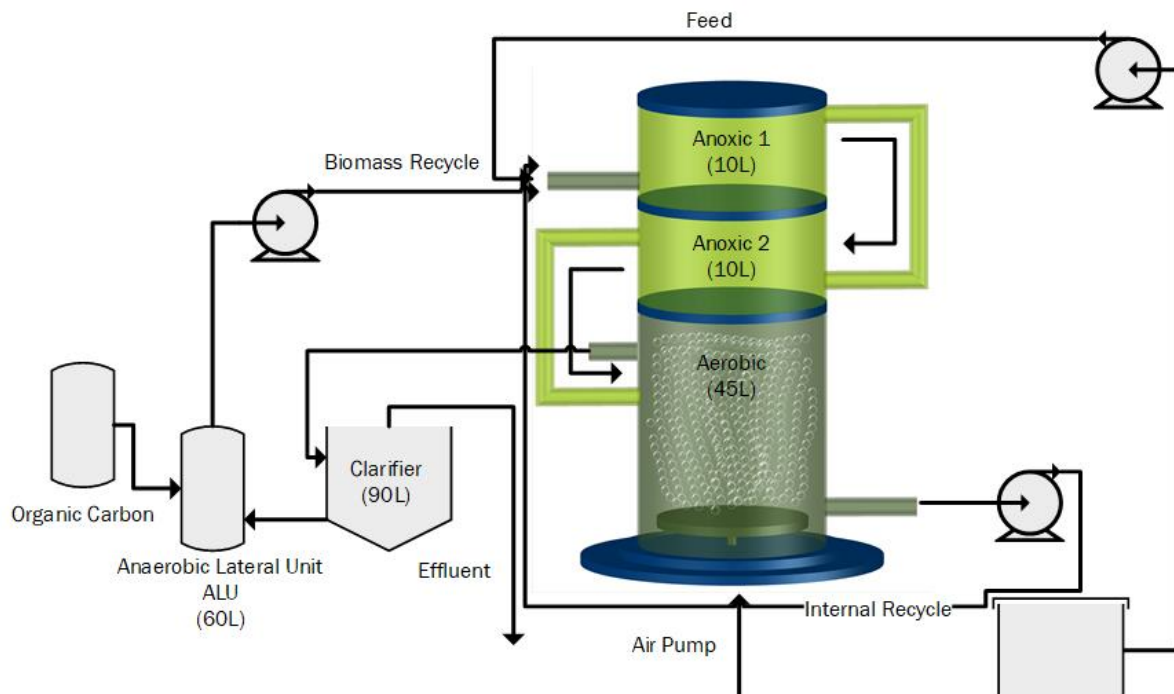 Feed
Anoxic 1
(10L)
Biomass Recycle
Anoxic 2
(10L)
Aerobic
(45L)
Clarifier
(90L)
Organic Carbon
Anaerobic Lateral Unit
ALU
(60L)
Effluent
Internal Recycle
Air Pump